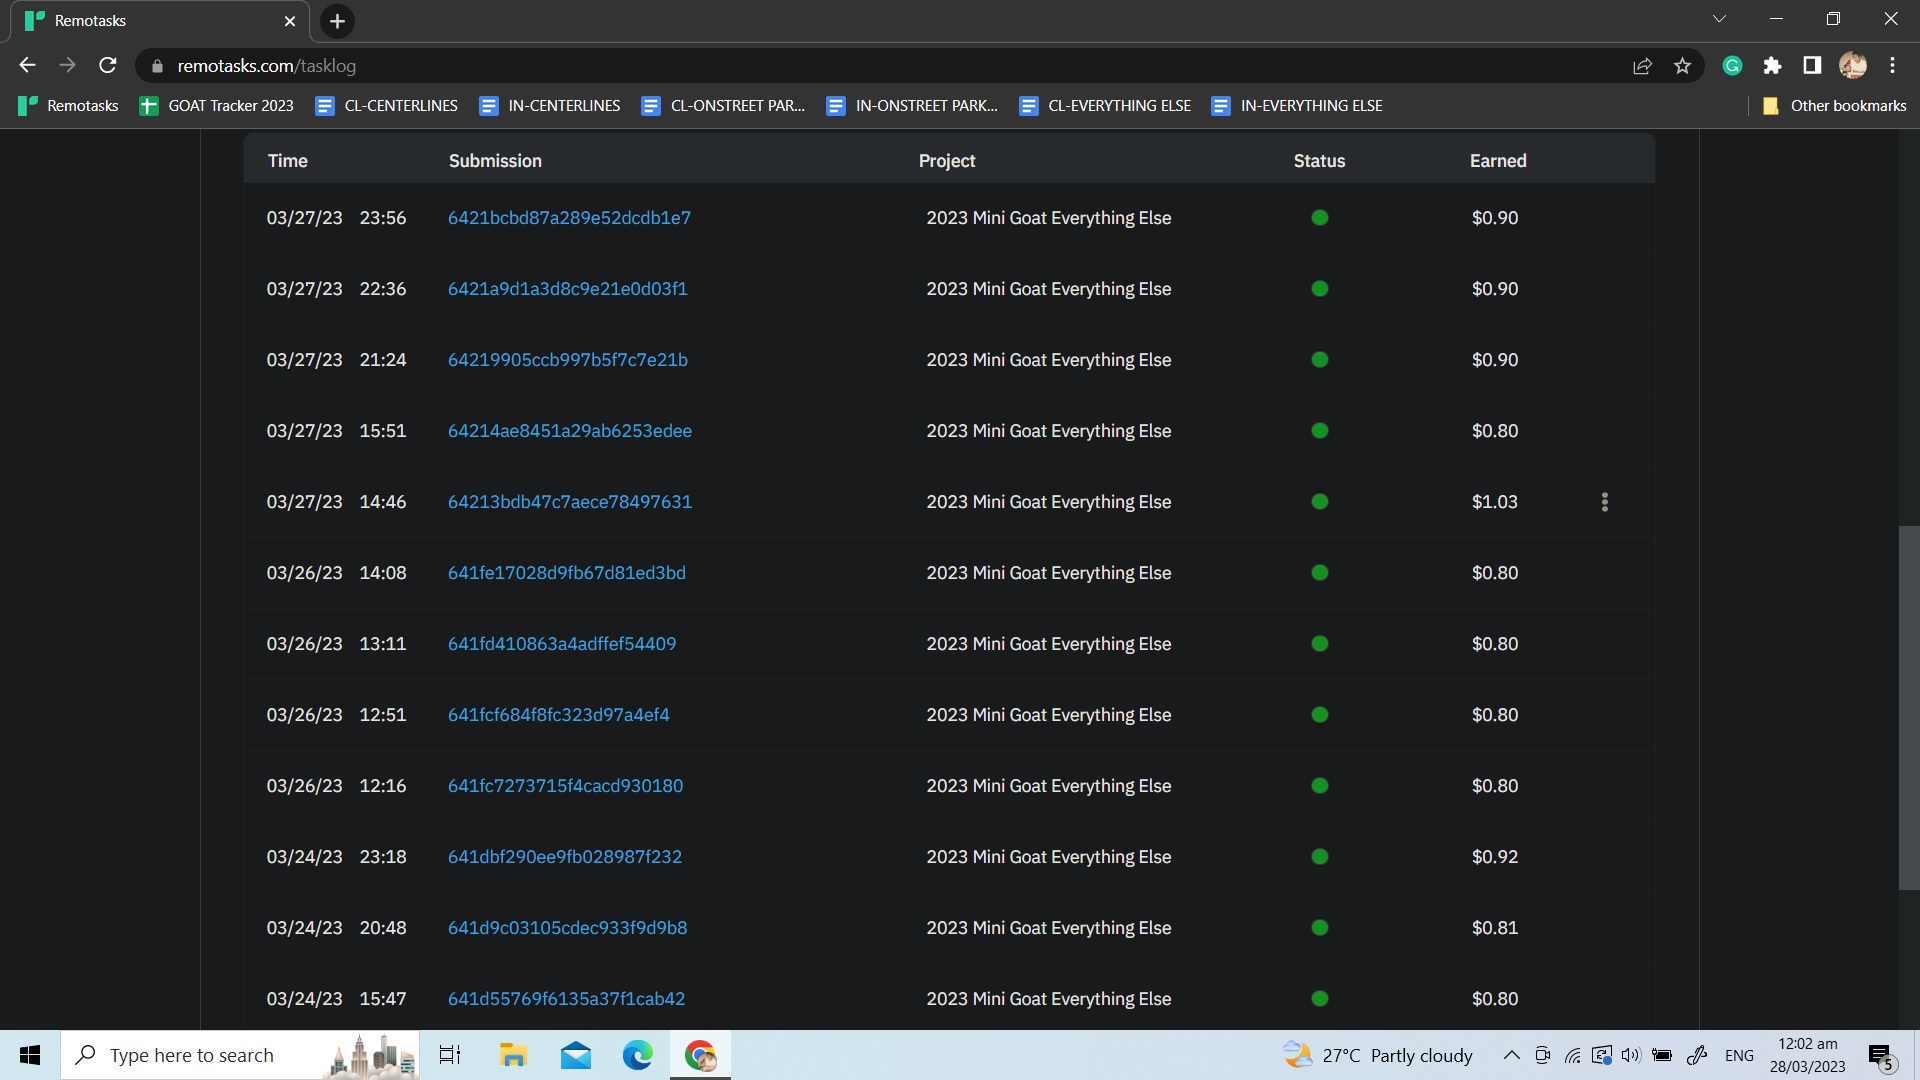 Remotasks
remotasks.com/tasklog
Remotasks GOAT Tracker 2023 CL-CENTERLINES IN-CENTERLINES CL-ONSTREET PAR... IN-ONSTREET PARK... CL-EVERYTHING ELSE IN-EVERYTHING ELSE Other bookmarks
Time Submission Project Status Earned
03/27/23 23:56 6421bcbd87a289e52dcdb1e7 2023 Mini Goat Everything Else $0.90
03/27/23 22:36 6421a9d1a3d8c9e21e0d03f1 2023 Mini Goat Everything Else $0.90
03/27/23 21:24 64219905ccb997b5f7c7e21b 2023 Mini Goat Everything Else $0.90
03/27/23 15:51 64214ae8451a29ab6253edee 2023 Mini Goat Everything Else $0.80
03/27/23 14:46 64213bdb47c7aece78497631 2023 Mini Goat Everything Else $1.03
03/26/23 14:08 641fe17028d9fb67d81ed3bd 2023 Mini Goat Everything Else $0.80
03/26/23 13:11 641fd410863a4adffef54409 2023 Mini Goat Everything Else $0.80
03/26/23 12:51 641fcf684f8fc323d97a4ef4 2023 Mini Goat Everything Else $0.80
03/26/23 12:16 641fc7273715f4cacd930180 2023 Mini Goat Everything Else $0.80
03/24/23 23:18 641dbf290ee9fb028987f232 2023 Mini Goat Everything Else $0.92
03/24/23 20:48 641d9c03105cdec933f9d9b8 2023 Mini Goat Everything Else $0.81
03/24/23 15:47 641d55769f6135a37f1cab42 2023 Mini Goat Everything Else $0.80
Type here to search 27°C Partly cloudy ENG 12:02 am
28/03/2023 5